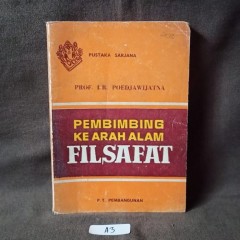 PUSTAKA SARJANA
PROF. I.R. POEDJAWIJATNA
PEMBIMBING
KE ARAH ALAM
FILSAFAT
P.T. PEMBANGUNAN
A3